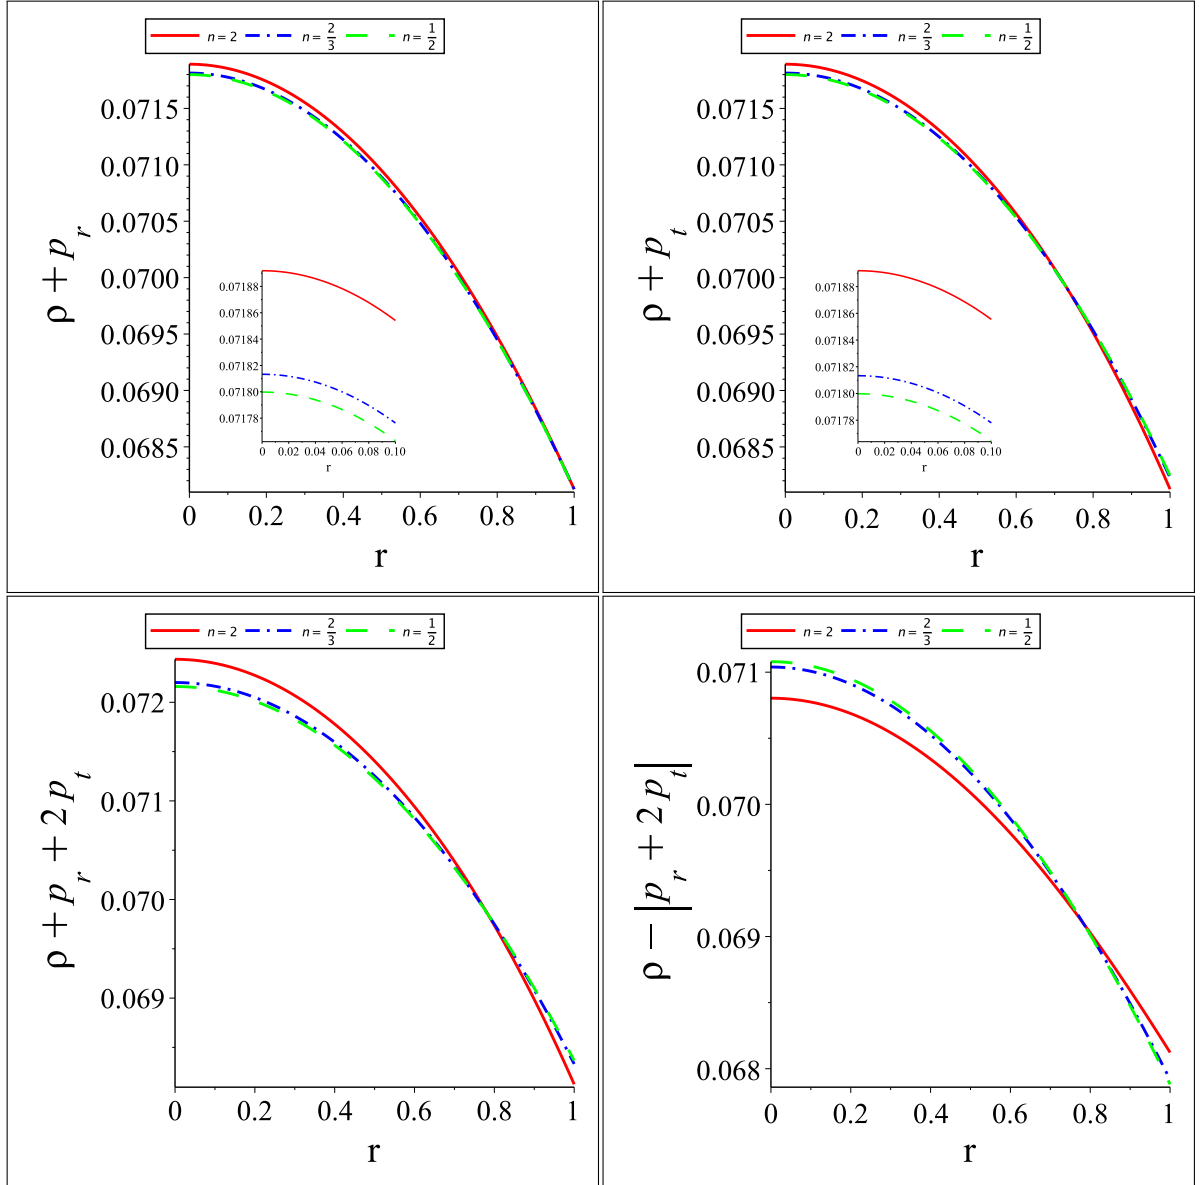 n = 2 n = 2/3 n = 1/2
ρ + p_r
0.0715
0.0710
0.0705
0.0700
0.0695
0.0690
0.0685
0.07188
0.07186
0.07184
0.07182
0.07180
0.07178
0 0.02 0.04 0.06 0.08 0.10
r
0 0.2 0.4 0.6 0.8 1
r
n = 2 n = 2/3 n = 1/2
ρ + p_t
0.0715
0.0710
0.0705
0.0700
0.0695
0.0690
0.0685
0.07188
0.07186
0.07184
0.07182
0.07180
0.07178
0 0.02 0.04 0.06 0.08 0.10
r
0 0.2 0.4 0.6 0.8 1
r
n = 2 n = 2/3 n = 1/2
ρ + p_r + 2 p_t
0.072
0.071
0.070
0.069
0 0.2 0.4 0.6 0.8 1
r
n = 2 n = 2/3 n = 1/2
ρ − |p_r + 2 p_t|
0.071
0.070
0.069
0.068
0 0.2 0.4 0.6 0.8 1
r